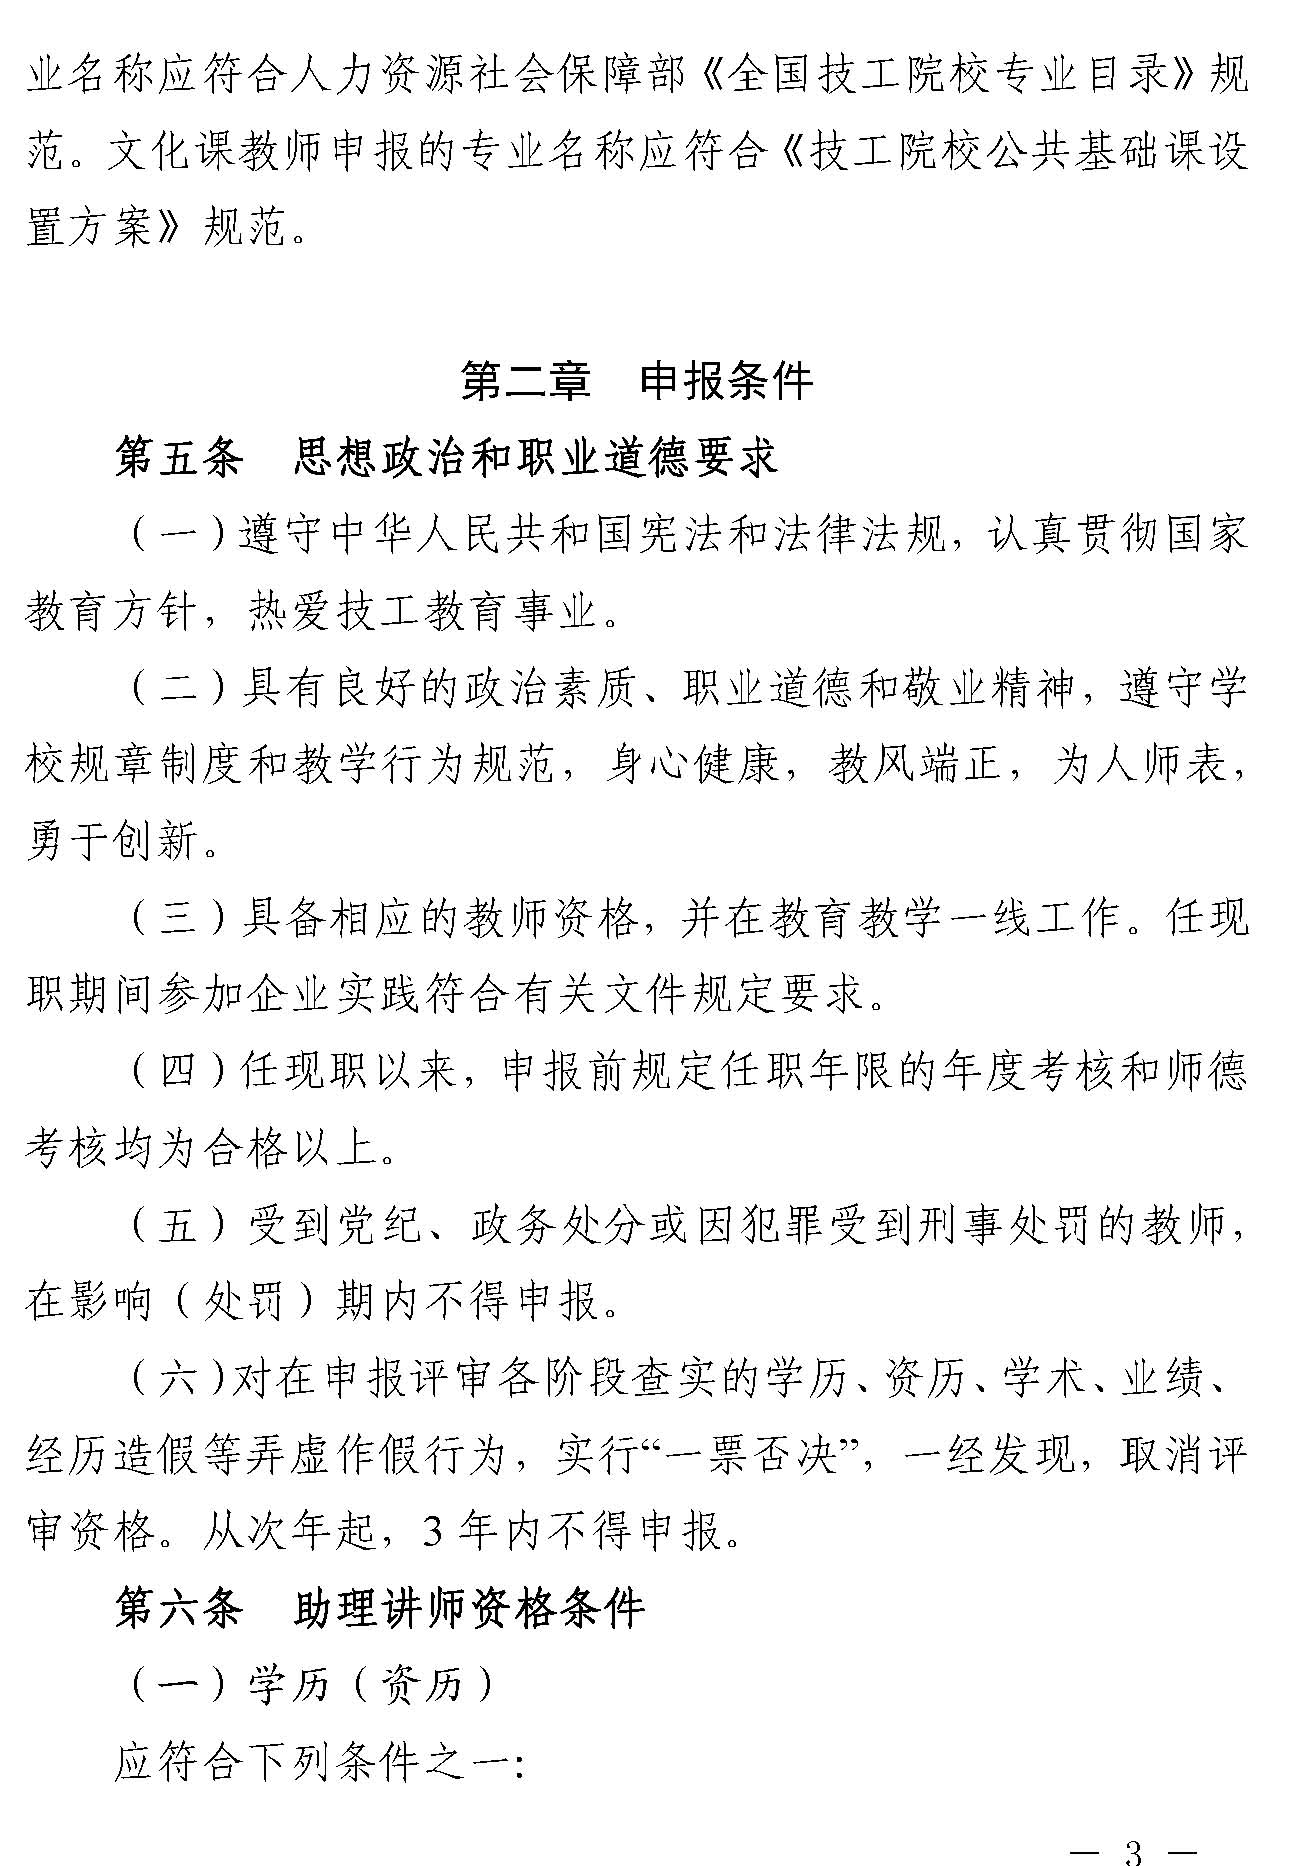 业名称应符合人力资源社会保障部《全国技工院校专业目录》规
范。文化课教师申报的专业名称应符合《技工院校公共基础课设
置方案》规范。
第二章　申报条件
第五条　思想政治和职业道德要求
（一）遵守中华人民共和国宪法和法律法规，认真贯彻国家
教育方针，热爱技工教育事业。
（二）具有良好的政治素质、职业道德和敬业精神，遵守学
校规章制度和教学行为规范，身心健康，教风端正，为人师表，
勇于创新。
（三）具备相应的教师资格，并在教育教学一线工作。任现
职期间参加企业实践符合有关文件规定要求。
（四）任现职以来，申报前规定任职年限的年度考核和师德
考核均为合格以上。
（五）受到党纪、政务处分或因犯罪受到刑事处罚的教师，
在影响（处罚）期内不得申报。
（六）对在申报评审各阶段查实的学历、资历、学术、业绩、
经历造假等弄虚作假行为，实行“一票否决”，一经发现，取消评
审资格。从次年起，3 年内不得申报。
第六条　助理讲师资格条件
（一）学历（资历）
应符合下列条件之一：
— 3 —